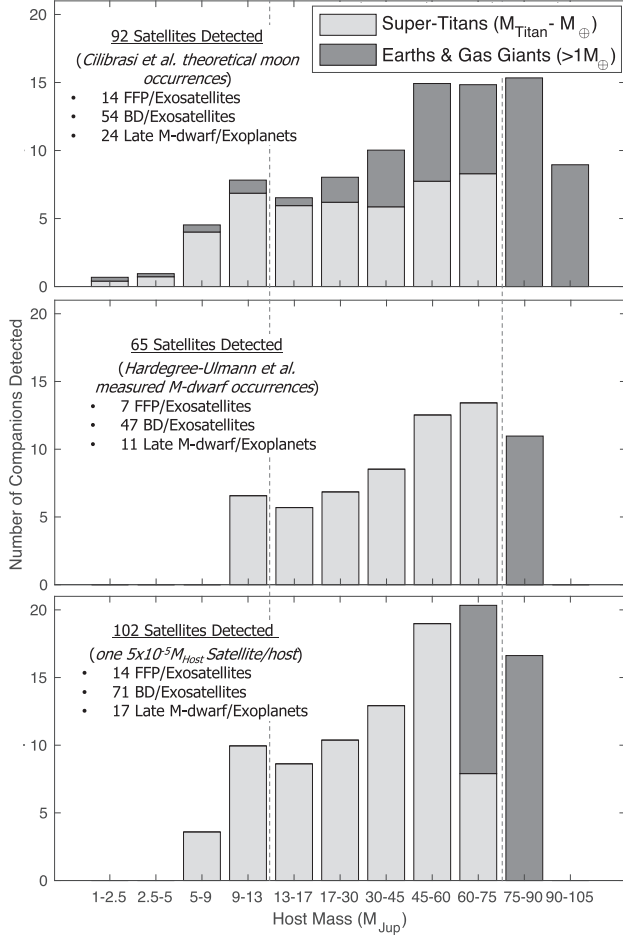 Super-Titans (M_Titan - M_⊕)
Earths & Gas Giants (>1M_⊕)
92 Satellites Detected
(Cilibrasi et al. theoretical moon
occurrences)
• 14 FFP/Exosatellites
• 54 BD/Exosatellites
• 24 Late M-dwarf/Exoplanets
15
10
5
0
65 Satellites Detected
(Hardegree-Ulmann et al.
measured M-dwarf occurrences)
• 7 FFP/Exosatellites
• 47 BD/Exosatellites
• 11 Late M-dwarf/Exoplanets
20
15
10
5
0
Number of Companions Detected
102 Satellites Detected
(one 5x10⁻⁵M_Host Satellite/host)
• 14 FFP/Exosatellites
• 71 BD/Exosatellites
• 17 Late M-dwarf/Exoplanets
20
15
10
5
0
1-2.5 2.5-5 5-9 9-13 13-17 17-30 30-45 45-60 60-75 75-90 90-105
Host Mass (M_Jup)